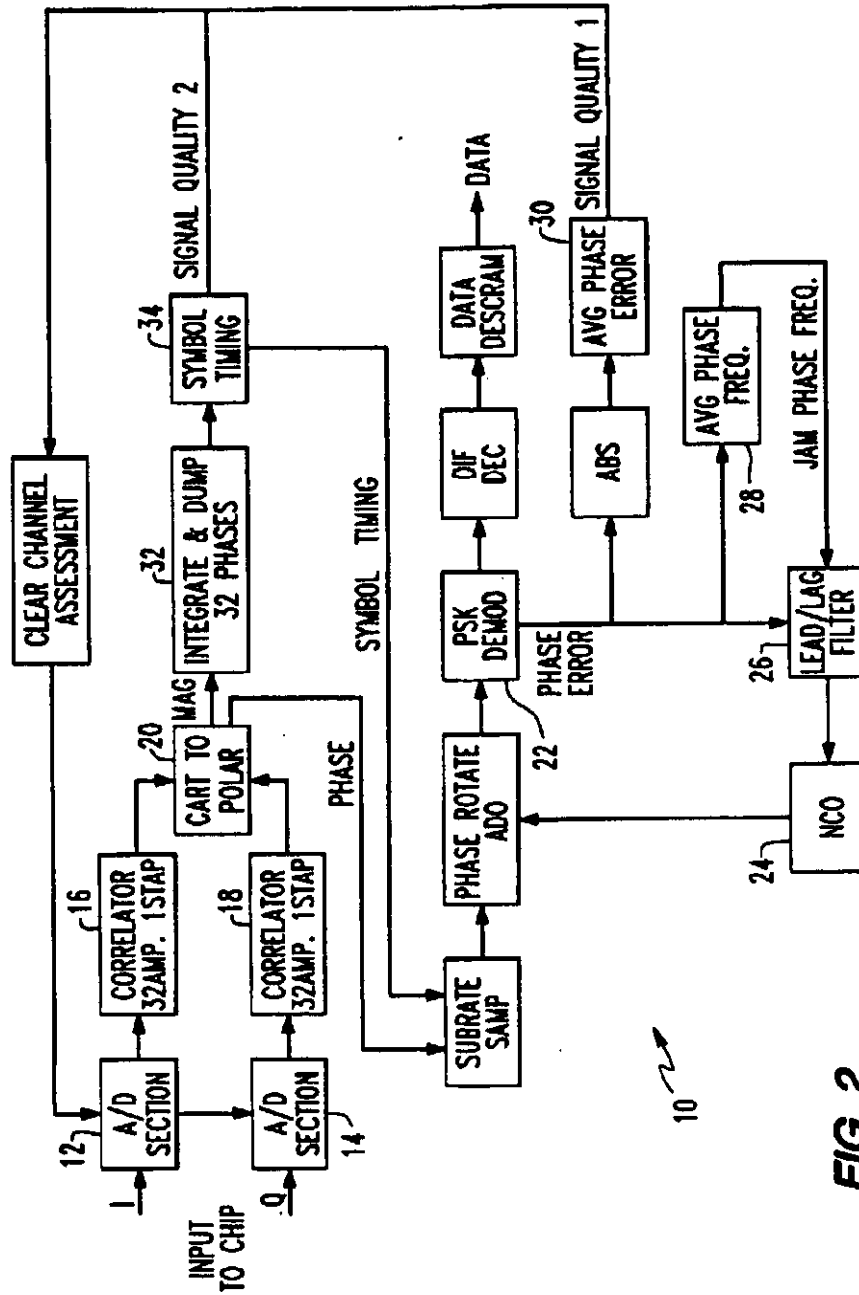 CLEAR CHANNEL
ASSESSMENT
SIGNAL QUALITY 2
INPUT
TO CHIP
I
Q
12
A/D
SECTION
14
A/D
SECTION
16
CORRELATOR
32AMP. 1STAP
18
CORRELATOR
32AMP. 1STAP
20
CART TO
POLAR
MAG
PHASE
32
INTEGRATE & DUMP
32 PHASES
34
SYMBOL
TIMING
SYMBOL TIMING
SUBRATE
SAMP
PHASE ROTATE
ADO
22
PSK
DEMOD
PHASE
ERROR
DIF
DEC
DATA
DESCRAM
DATA
ABS
30
AVG PHASE
ERROR
SIGNAL QUALITY 1
28
AVG PHASE
FREQ.
JAM PHASE FREQ.
26
LEAD/LAG
FILTER
24
NCO
10
FIG. 2